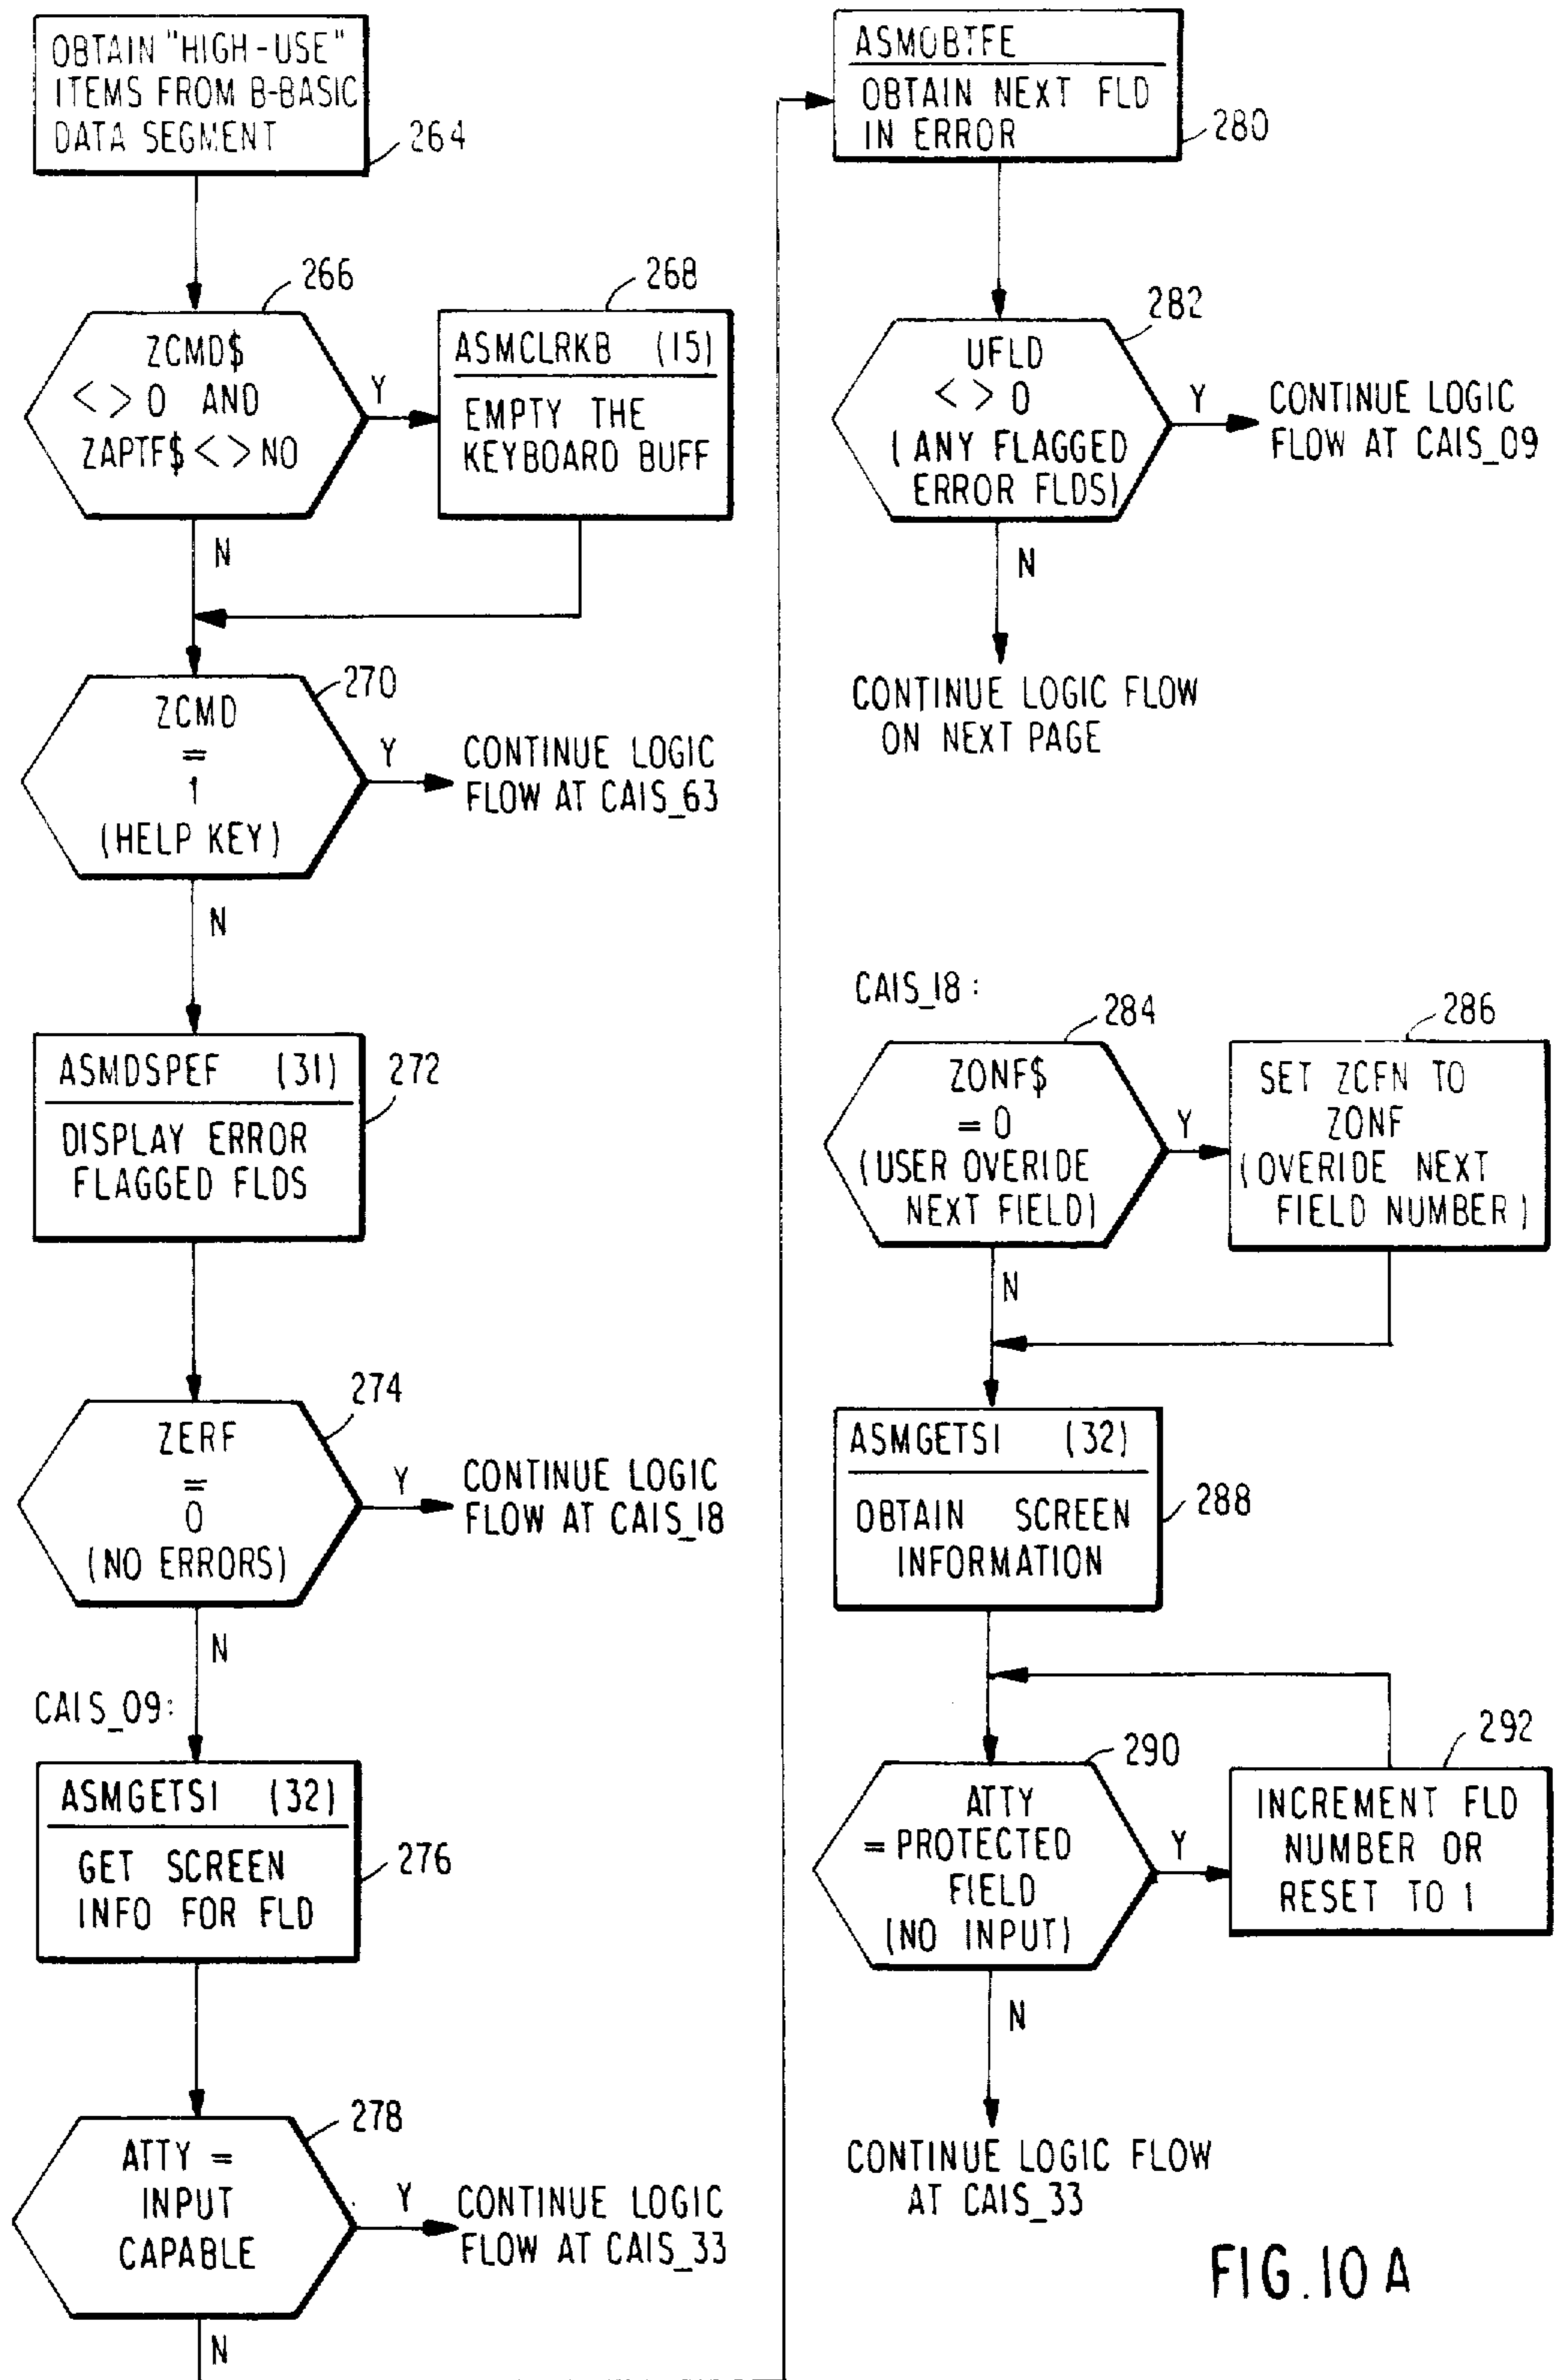 OBTAIN "HIGH-USE"
ITEMS FROM B-BASIC
DATA SEGMENT
264
266
ZCMD$
<>0 AND
ZAPTF$<>NO
Y
N
268
ASMCLRKB (15)
EMPTY THE
KEYBOARD BUFF
270
ZCMD
=
1
(HELP KEY)
Y
CONTINUE LOGIC
FLOW AT CAIS_63
N
ASMDSPEF (31)
272
DISPLAY ERROR
FLAGGED FLDS
274
ZERF
=
0
(NO ERRORS)
Y
CONTINUE LOGIC
FLOW AT CAIS_18
N
CAIS_09:
ASMGETSI (32)
GET SCREEN
INFO FOR FLD
276
278
ATTY =
INPUT
CAPABLE
Y
CONTINUE LOGIC
FLOW AT CAIS_33
N
ASMOBTFE
OBTAIN NEXT FLD
IN ERROR
280
282
UFLD
<>0
(ANY FLAGGED
ERROR FLDS)
Y
CONTINUE LOGIC
FLOW AT CAIS_09
N
CONTINUE LOGIC FLOW
ON NEXT PAGE
CAIS_18:
284
ZONF$
=0
(USER OVERIDE
NEXT FIELD)
Y
N
286
SET ZCFN TO
ZONF
(OVERIDE NEXT
FIELD NUMBER)
ASMGETSI (32)
OBTAIN SCREEN
INFORMATION
288
290
ATTY
=PROTECTED
FIELD
(NO INPUT)
Y
292
INCREMENT FLD
NUMBER OR
RESET TO 1
N
CONTINUE LOGIC FLOW
AT CAIS_33
FIG.10A